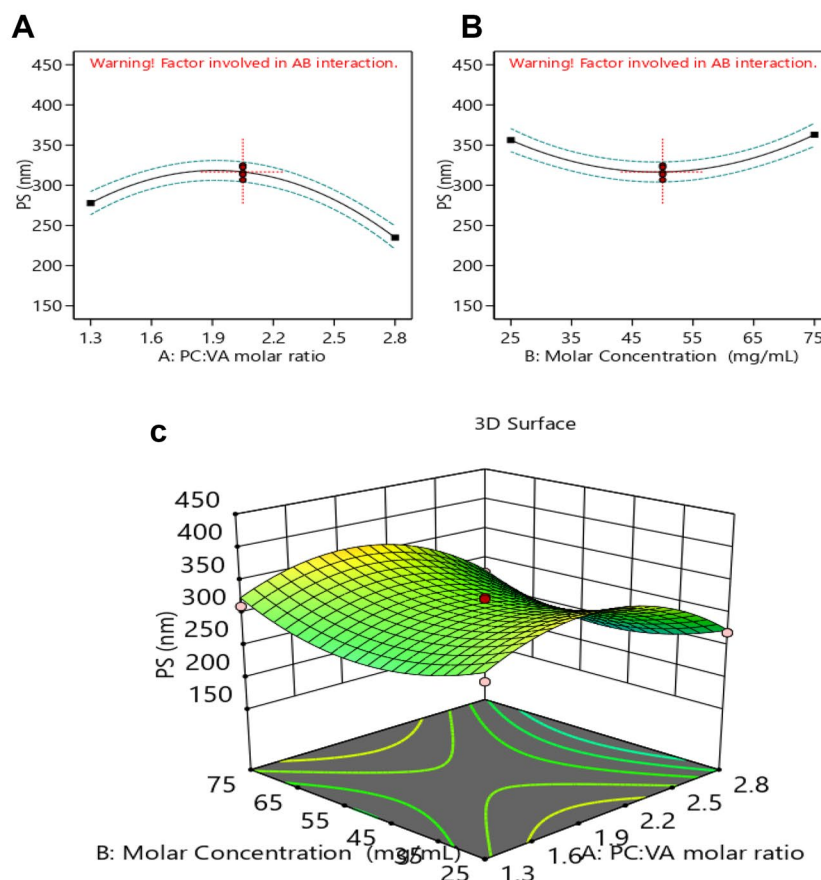 A
Warning! Factor involved in AB interaction.
450
400
350
300
250
200
150
PS (nm)
1.3 1.6 1.9 2.2 2.5 2.8
A: PC:VA molar ratio
B
Warning! Factor involved in AB interaction.
450
400
350
300
250
200
150
PS (nm)
25 35 45 55 65 75
B: Molar Concentration (mg/mL)
c
3D Surface
450
400
350
300
250
200
150
PS (nm)
75 65 55 45 35 25
B: Molar Concentration (mg/mL)
1.3 1.6 1.9 2.2 2.5 2.8
A: PC:VA molar ratio